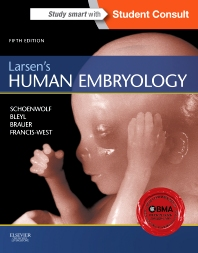 Study smart with Student Consult
FIFTH EDITION
Larsen's
HUMAN EMBRYOLOGY
SCHOENWOLF
BLEYL
BRAUER
FRANCIS-WEST
BMA
ELSEVIER